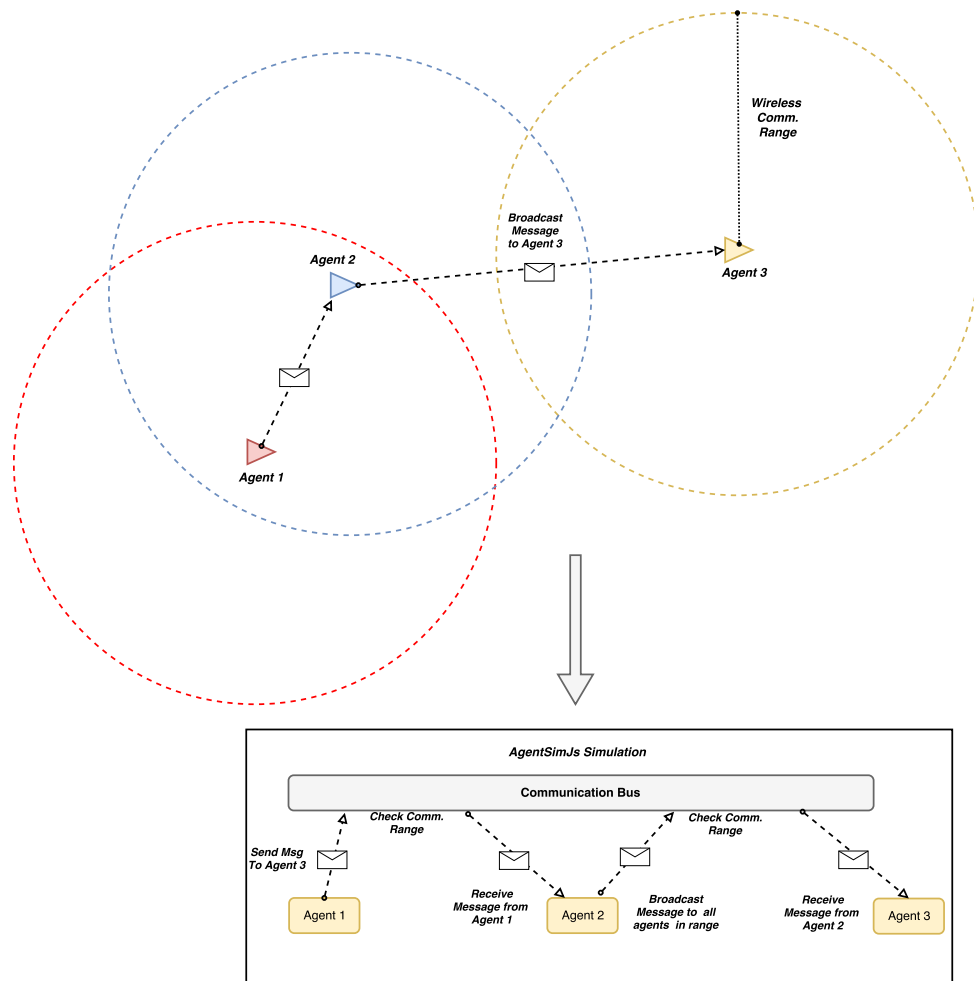 Wireless
Comm.
Range
Broadcast
Message
to Agent 3
Agent 2
Agent 3
Agent 1
AgentSimJs Simulation
Communication Bus
Check Comm.
Range
Check Comm.
Range
Send Msg
To Agent 3
Receive
Message from
Agent 1
Broadcast
Message to all
agents in range
Receive
Message from
Agent 2
Agent 1
Agent 2
Agent 3